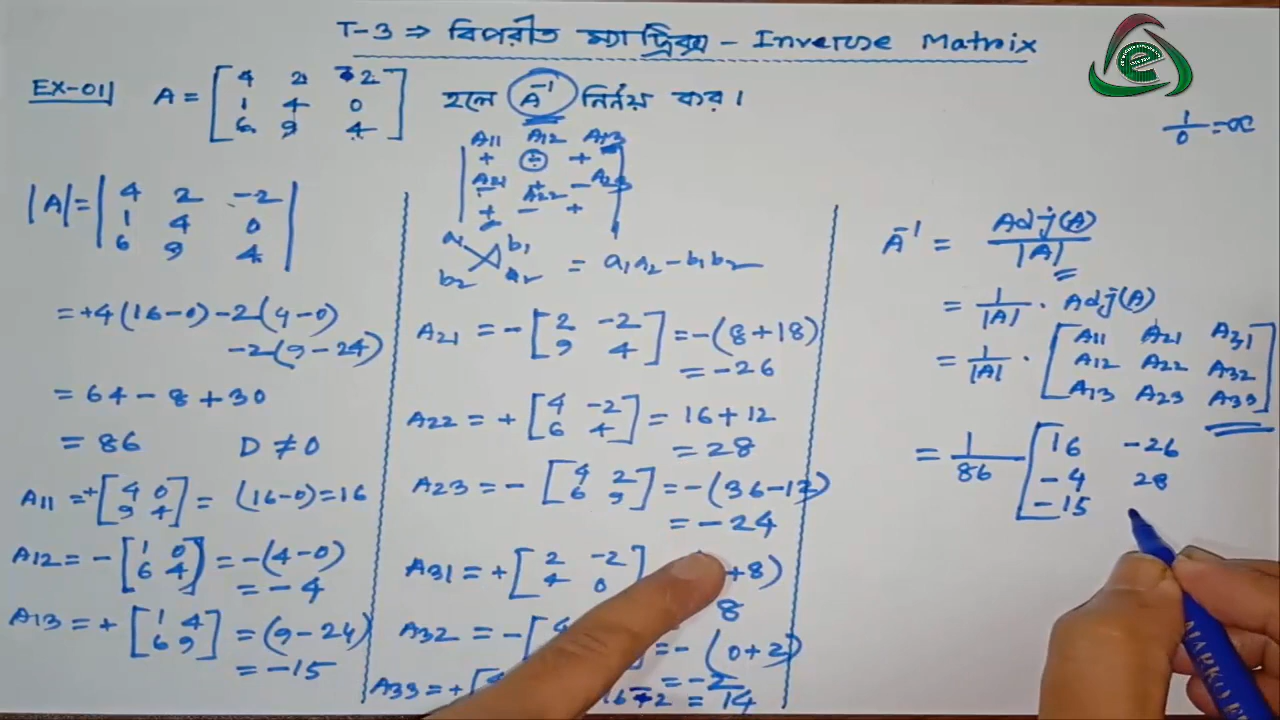 T-3 ⇒ বিপরীত ম্যাট্রিক্স - Inverse Matrix
EX-01 A = [4 2 -2
1 4 0
6 9 4] হলে A⁻¹ নির্নয় কর।
1/0 = ∝
A11 A12 A13
+ - +
A21 A22 A23
- + -
+ - +
|A| = |4 2 -2
1 4 0
6 9 4|
= +4(16-0) -2(4-0)
-2(9-24)
= 64 - 8 + 30
= 86 D ≠ 0
A11 = +[4 0
9 4] = (16-0) = 16
A12 = -[1 0
6 4] = -(4-0)
= -4
A13 = +[1 4
6 9] = (9-24)
= -15
a1 b1
b2 a2 = a1a2 - b1b2
A21 = -[2 -2
9 4] = -(8+18)
= -26
A22 = +[4 -2
6 4] = 16+12
= 28
A23 = -[4 2
6 9] = -(36-12)
= -24
A31 = +[2 -2
4 0] +8)
8
A32 = -[4
= -(0+2)
= -2
A33 = +[4
16-2 = 14
A⁻¹ = Adj(A)/|A|
= 1/|A| . Adj(A)
= 1/|A| . [A11 A21 A31
A12 A22 A32
A13 A23 A33]
= 1/86 [16 -26
-4 28
-15